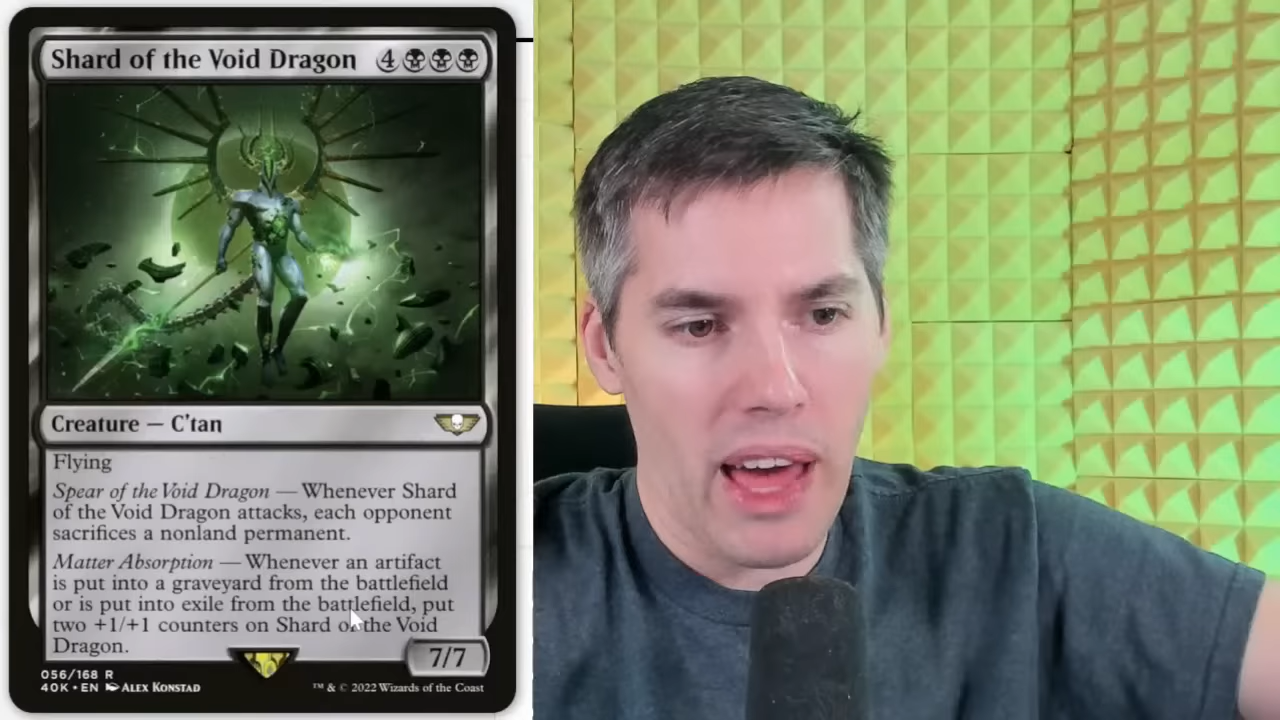 Shard of the Void Dragon 4
Creature — C'tan
Flying
Spear of the Void Dragon — Whenever Shard
of the Void Dragon attacks, each opponent
sacrifices a nonland permanent.
Matter Absorption — Whenever an artifact
is put into a graveyard from the battlefield
or is put into exile from the battlefield, put
two +1/+1 counters on Shard of the Void
Dragon.
7/7
056/168 R
40K • EN ALEX KONSTAD
™ & © 2022 Wizards of the Coast